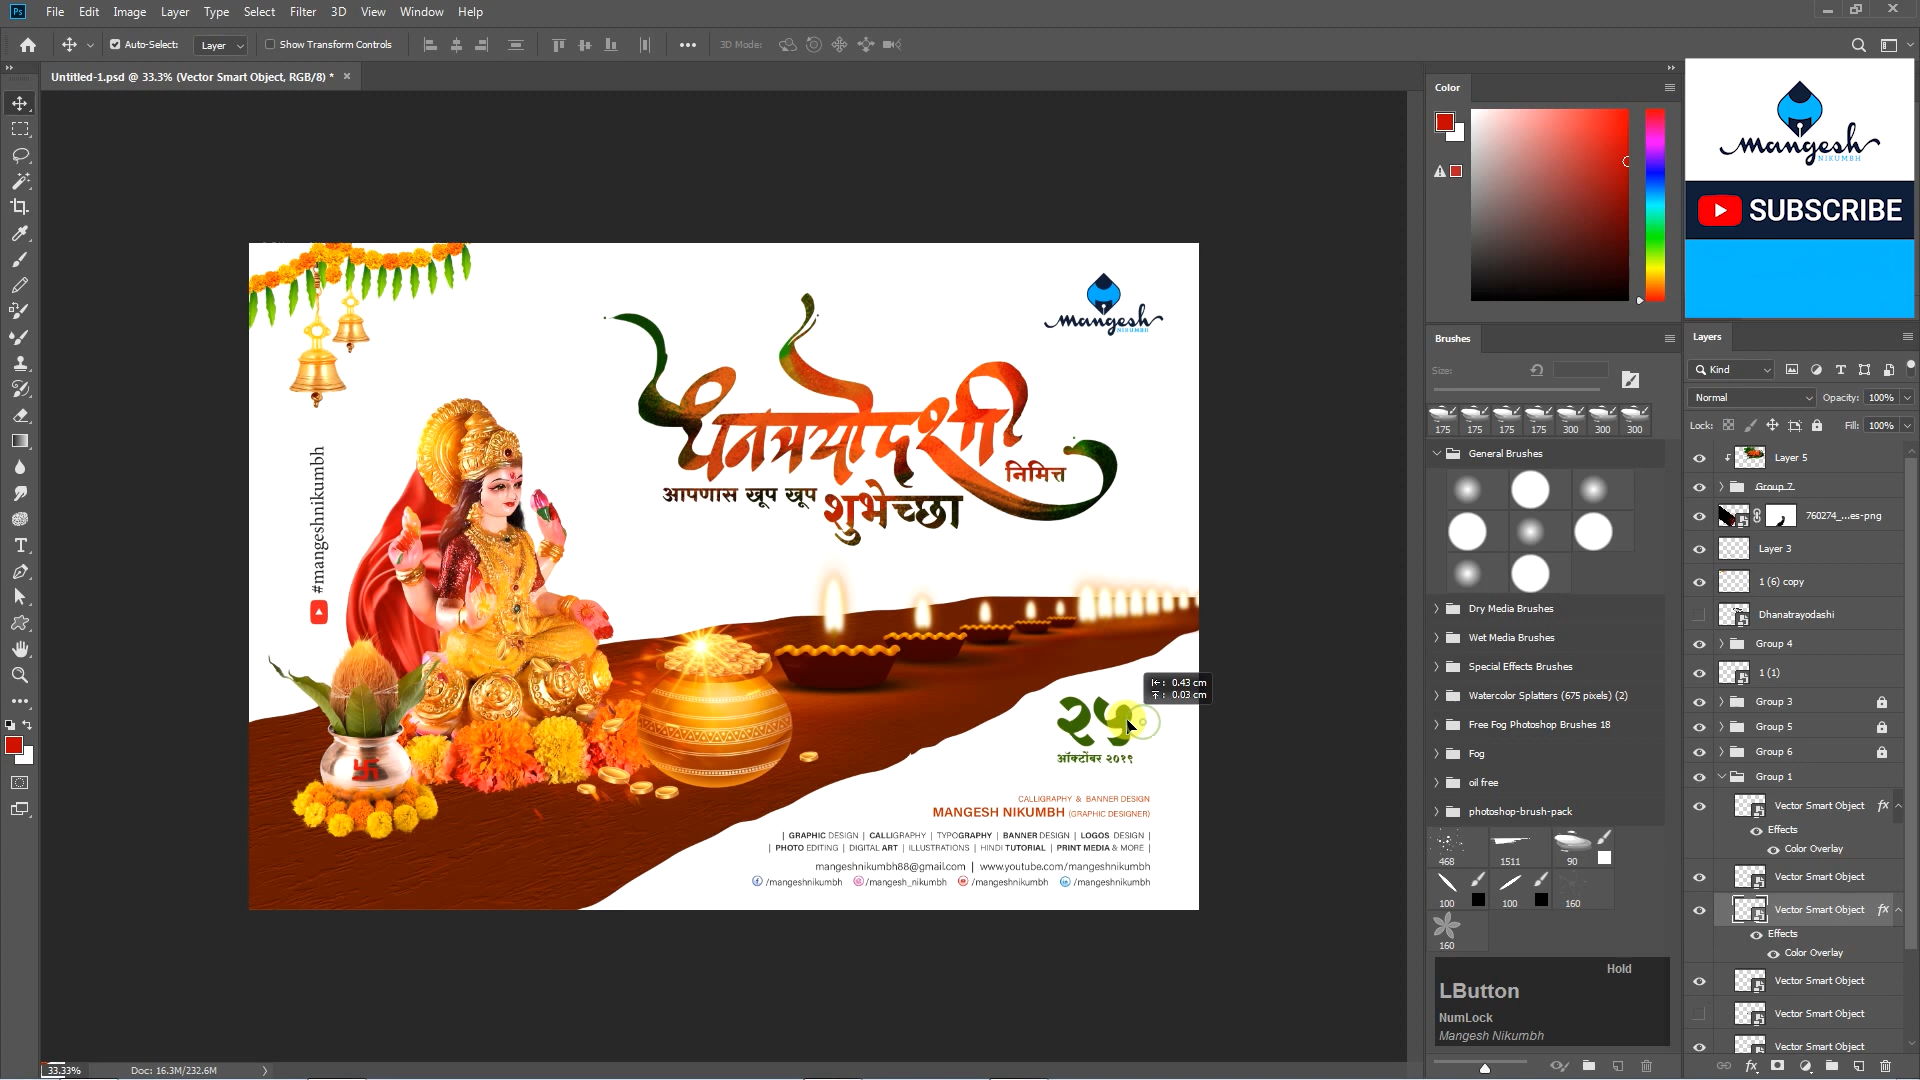 Ps File Edit Image Layer Type Select Filter 3D View Window Help
Auto-Select: Layer Show Transform Controls 3D Mode:
Untitled-1.psd @ 33.3% (Vector Smart Object, RGB/8) *
mangesh
NIKUMBH
धनत्रयोदशी
निमित्त
आपणास खूप खूप
शुभेच्छा
#mangeshnikumbh
0.43 cm
0.03 cm
२५
ऑक्टोंबर २०१९
CALLIGRAPHY & BANNER DESIGN
MANGESH NIKUMBH (GRAPHIC DESIGNER)
| GRAPHIC DESIGN | CALLIGRAPHY | TYPOGRAPHY | BANNER DESIGN | LOGOS DESIGN |
| PHOTO EDITING | DIGITAL ART | ILLUSTRATIONS | HINDI TUTORIAL | PRINT MEDIA & MORE |
mangeshnikumbh88@gmail.com | www.youtube.com/mangeshnikumbh
/mangeshnikumbh /mangesh_nikumbh /mangeshnikumbh /mangeshnikumbh
33.33% Doc: 16.3M/232.6M
Color
Brushes
Size:
175 175 175 175 300 300 300
General Brushes
Dry Media Brushes
Wet Media Brushes
Special Effects Brushes
Watercolor Splatters (675 pixels) (2)
Free Fog Photoshop Brushes 18
Fog
oil free
photoshop-brush-pack
468 1511 90
100 100 160
160
Hold
LButton
NumLock
Mangesh Nikumbh
mangesh
NIKUMBH
SUBSCRIBE
Layers
Kind
Normal Opacity: 100%
Lock: Fill: 100%
Layer 5
Group 7
760274_...es-png
Layer 3
1 (6) copy
Dhanatrayodashi
Group 4
1 (1)
Group 3
Group 5
Group 6
Group 1
Vector Smart Object fx
Effects
Color Overlay
Vector Smart Object
Vector Smart Object fx
Effects
Color Overlay
Vector Smart Object
Vector Smart Object
Vector Smart Object
fx